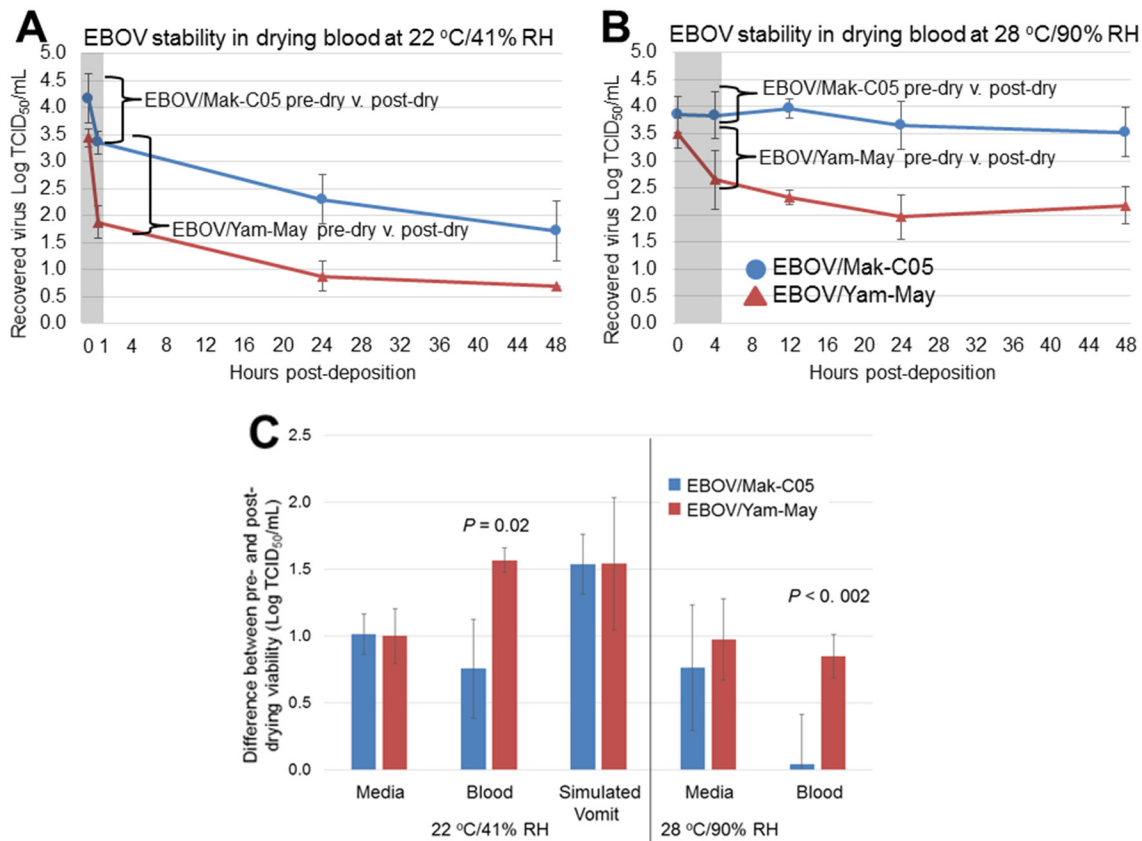 A
EBOV stability in drying blood at 22 °C/41% RH
Recovered virus Log TCID50/mL
5.0
4.5
4.0
3.5
3.0
2.5
2.0
1.5
1.0
0.5
0.0
EBOV/Mak-C05 pre-dry v. post-dry
EBOV/Yam-May pre-dry v. post-dry
0 1 4 8 12 16 20 24 28 32 36 40 44 48
Hours post-deposition
B
EBOV stability in drying blood at 28 °C/90% RH
Recovered virus Log TCID50/mL
5.0
4.5
4.0
3.5
3.0
2.5
2.0
1.5
1.0
0.5
0.0
EBOV/Mak-C05 pre-dry v. post-dry
EBOV/Yam-May pre-dry v. post-dry
EBOV/Mak-C05
EBOV/Yam-May
0 4 8 12 16 20 24 28 32 36 40 44 48
Hours post-deposition
C
Difference between pre- and post-
drying viability (Log TCID50/mL)
2.5
2.0
1.5
1.0
0.5
0.0
EBOV/Mak-C05
EBOV/Yam-May
P = 0.02
P < 0. 002
Media Blood Simulated Media Blood
Vomit
22 °C/41% RH 28 °C/90% RH